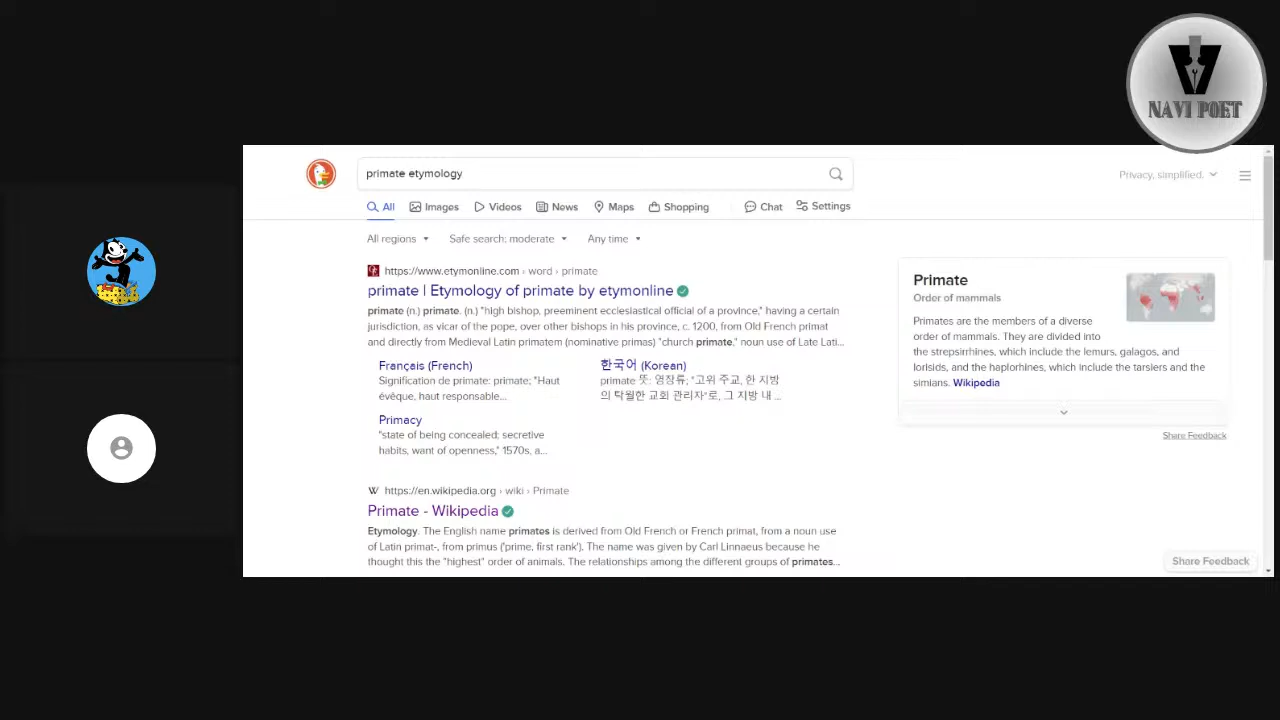 NAVI POET
primate etymology
Privacy, simplified.
All
Images
Videos
News
Maps
Shopping
Chat
Settings
All regions
Safe search: moderate
Any time
https://www.etymonline.com › word › primate
primate | Etymology of primate by etymonline
primate (n.) primate. (n.) "high bishop, preeminent ecclesiastical official of a province," having a certain
jurisdiction, as vicar of the pope, over other bishops in his province, c. 1200, from Old French primat
and directly from Medieval Latin primatem (nominative primas) "church primate," noun use of Late Lati...
Français (French)
Signification de primate: primate; "Haut
évêque, haut responsable...
한국어 (Korean)
primate 뜻: 영장류; "고위 주교, 한 지방
의 탁월한 교회 관리자"로, 그 지방 내 ...
Primacy
"state of being concealed; secretive
habits, want of openness," 1570s, a...
W https://en.wikipedia.org › wiki › Primate
Primate - Wikipedia
Etymology. The English name primates is derived from Old French or French primat, from a noun use
of Latin primat-, from primus ('prime, first rank'). The name was given by Carl Linnaeus because he
thought this the "highest" order of animals. The relationships among the different groups of primates...
Primate
Order of mammals
Primates are the members of a diverse
order of mammals. They are divided into
the strepsirrhines, which include the lemurs, galagos, and
lorisids, and the haplorhines, which include the tarsiers and the
simians. Wikipedia
Share Feedback
Share Feedback